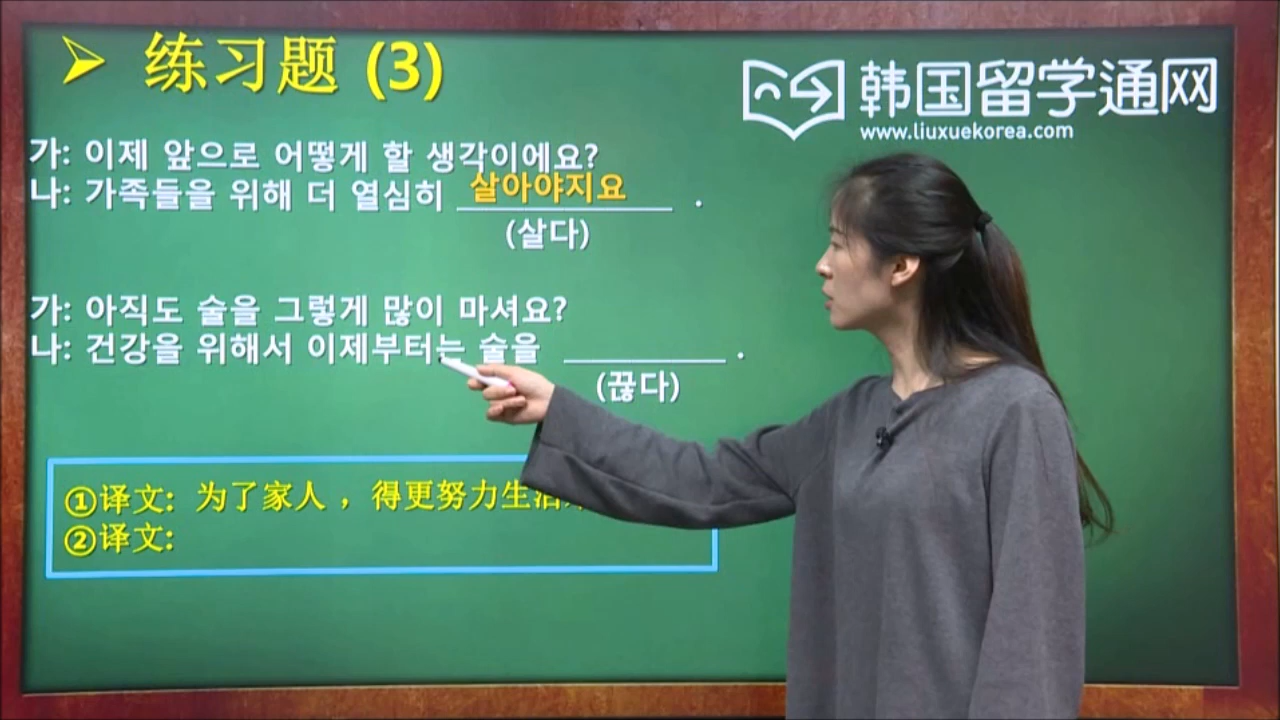 ➢ 练习题 (3)
韩国留学通网
www.liuxuekorea.com
가: 이제 앞으로 어떻게 할 생각이에요?
나: 가족들을 위해 더 열심히 살아야지요 .
(살다)
가: 아직도 술을 그렇게 많이 마셔요?
나: 건강을 위해서 이제부터는 술을 ________ .
(끊다)
①译文: 为了家人，得更努力生活
②译文: